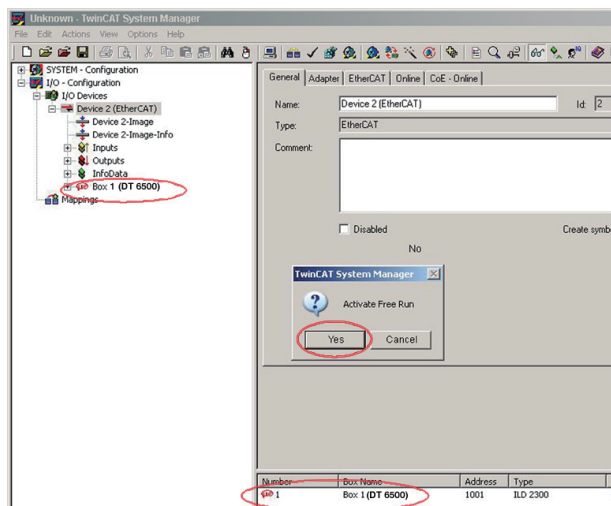 Unknown - TwinCAT System Manager
File Edit Actions View Options Help
SYSTEM - Configuration
I/O - Configuration
I/O Devices
Device 2 (EtherCAT)
Device 2-Image
Device 2-Image-Info
Inputs
Outputs
InfoData
Box 1 (DT 6500)
Mappings
General Adapter EtherCAT Online CoE - Online
Name: Device 2 (EtherCAT) Id: 2
Type: EtherCAT
Comment:
Disabled Create symb
No
TwinCAT System Manager
Activate Free Run
Yes Cancel
Number Box Name Address Type
1 Box 1 (DT 6500) 1001 ILD 2300